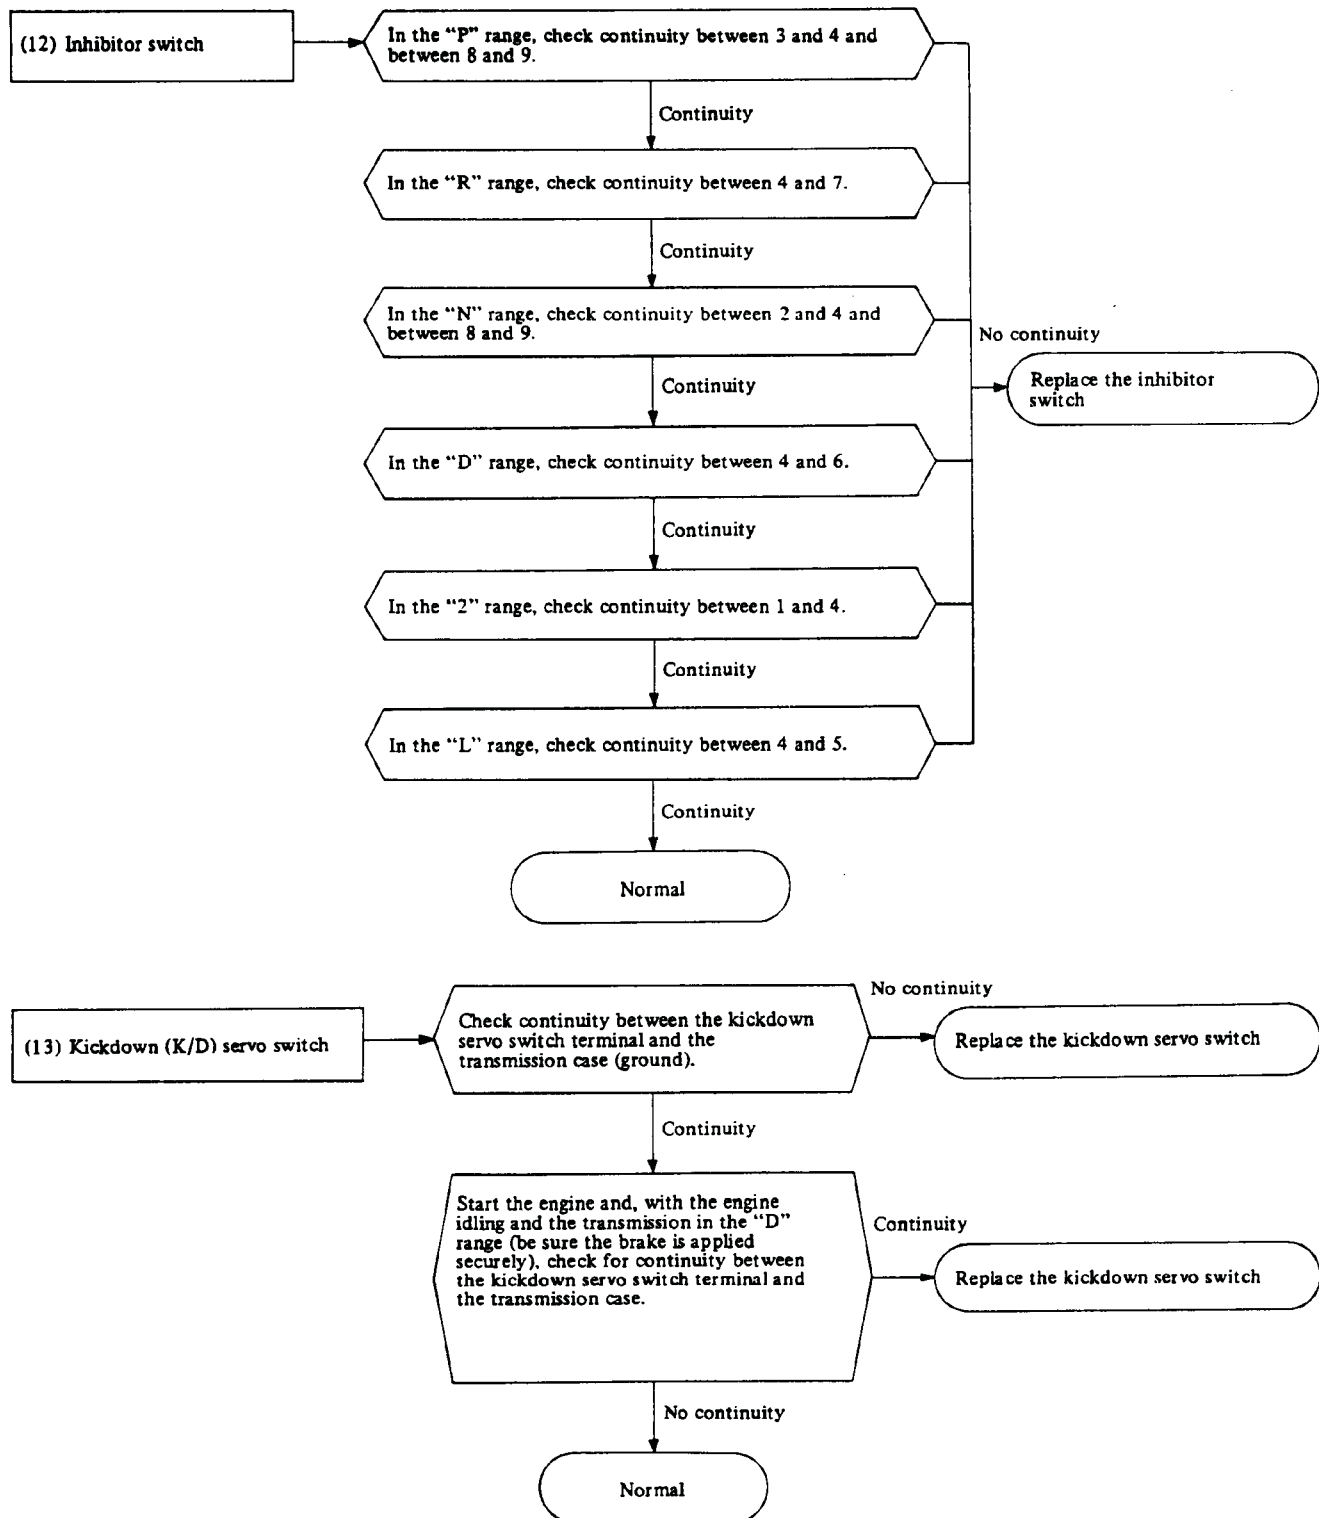 (12) Inhibitor switch
In the “P” range, check continuity between 3 and 4 and
between 8 and 9.
Continuity
In the “R” range, check continuity between 4 and 7.
Continuity
In the “N” range, check continuity between 2 and 4 and
between 8 and 9.
No continuity
Replace the inhibitor
switch
Continuity
In the “D” range, check continuity between 4 and 6.
Continuity
In the “2” range, check continuity between 1 and 4.
Continuity
In the “L” range, check continuity between 4 and 5.
Continuity
Normal
(13) Kickdown (K/D) servo switch
Check continuity between the kickdown
servo switch terminal and the
transmission case (ground).
No continuity
Replace the kickdown servo switch
Continuity
Start the engine and, with the engine
idling and the transmission in the “D”
range (be sure the brake is applied
securely), check for continuity between
the kickdown servo switch terminal and
the transmission case.
Continuity
Replace the kickdown servo switch
No continuity
Normal